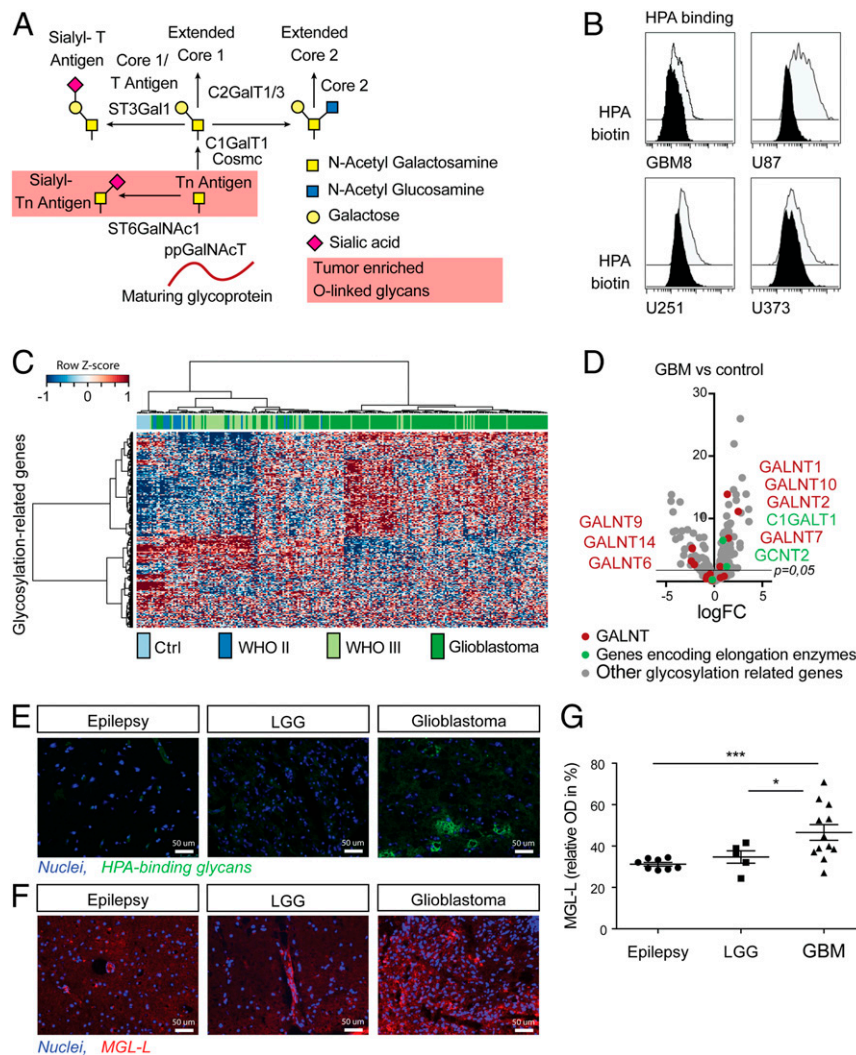 A
Sialyl- T
Antigen
Core 1/
T Antigen
ST3Gal1
Extended
Core 1
C2GalT1/3
Extended
Core 2
Core 2
C1GalT1
Cosmc
Sialyl-
Tn Antigen
Tn Antigen
ST6GalNAc1
ppGalNAcT
Maturing glycoprotein
N-Acetyl Galactosamine
N-Acetyl Glucosamine
Galactose
Sialic acid
Tumor enriched
O-linked glycans
B
HPA binding
HPA
biotin
GBM8
U87
HPA
biotin
U251
U373
C
Row Z-score
-1 0 1
Glycosylation-related genes
Ctrl
WHO II
WHO III
Glioblastoma
D
GBM vs control
30
20
10
GALNT1
GALNT10
GALNT2
C1GALT1
GALNT7
GCNT2
p=0,05
GALNT9
GALNT14
GALNT6
-5 0 5
logFC
GALNT
Genes encoding elongation enzymes
Other glycosylation related genes
E
Epilepsy
LGG
Glioblastoma
50 um
50 um
50 um
Nuclei, HPA-binding glycans
F
Epilepsy
LGG
Glioblastoma
50 um
50 um
50 um
Nuclei, MGL-L
G
MGL-L (relative OD in %)
80
60
40
20
0
***
*
Epilepsy
LGG
GBM